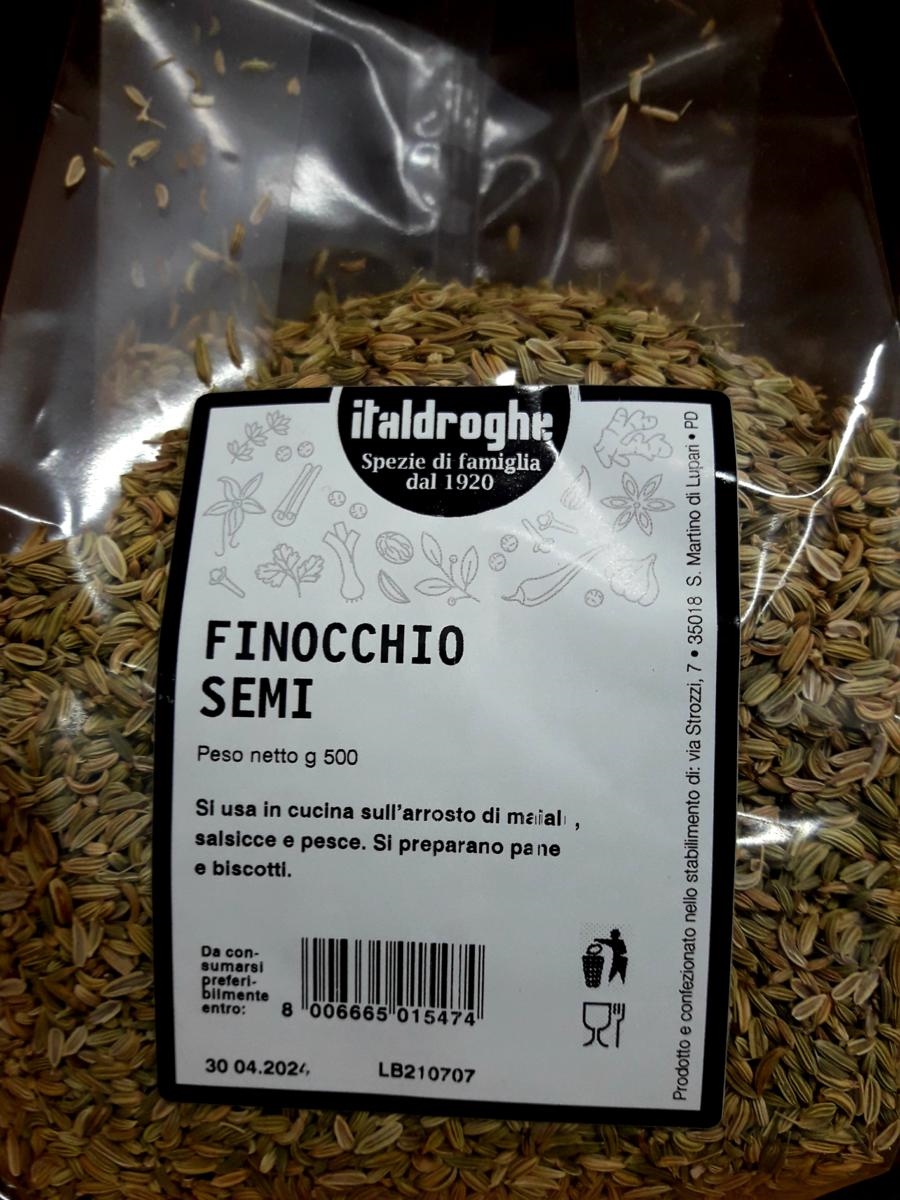 italdroghe
Spezie di famiglia
dal 1920
FINOCCHIO
SEMI
Peso netto g 500
Si usa in cucina sull'arrosto di maiali,
salsicce e pesce. Si preparano pane
e biscotti.
Da con-
sumarsi
preferi-
bilmente
entro:
8 006665 015474
30 04.2024
LB210707
Prodotto e confezionato nello stabilimento di: via Strozzi, 7 • 35018 S. Martino di Lupari • PD